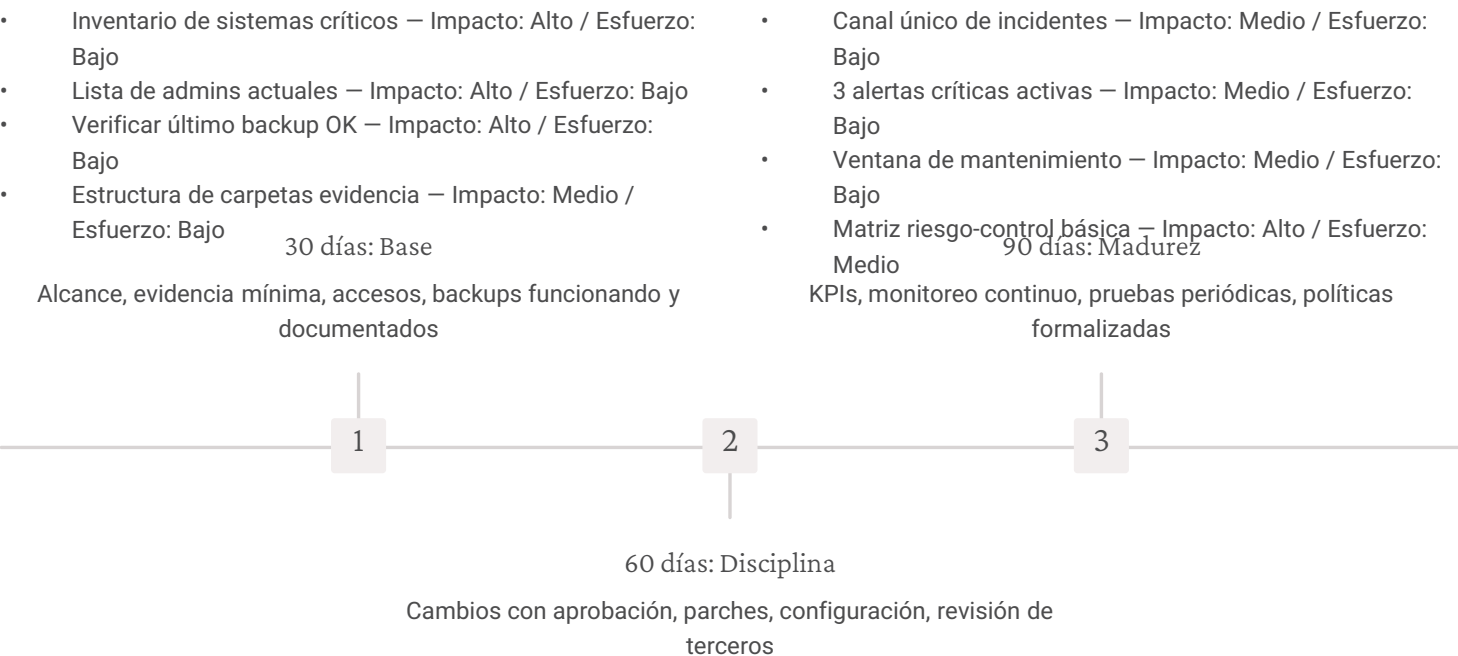 • Inventario de sistemas críticos — Impacto: Alto / Esfuerzo:
Bajo
• Lista de admins actuales — Impacto: Alto / Esfuerzo: Bajo
• Verificar último backup OK — Impacto: Alto / Esfuerzo:
Bajo
• Estructura de carpetas evidencia — Impacto: Medio /
Esfuerzo: Bajo
• Canal único de incidentes — Impacto: Medio / Esfuerzo:
Bajo
• 3 alertas críticas activas — Impacto: Medio / Esfuerzo:
Bajo
• Ventana de mantenimiento — Impacto: Medio / Esfuerzo:
Bajo
• Matriz riesgo-control básica — Impacto: Alto / Esfuerzo:
Medio
30 días: Base
Alcance, evidencia mínima, accesos, backups funcionando y
documentados
90 días: Madurez
KPIs, monitoreo continuo, pruebas periódicas, políticas
formalizadas
1
2
3
60 días: Disciplina
Cambios con aprobación, parches, configuración, revisión de
terceros